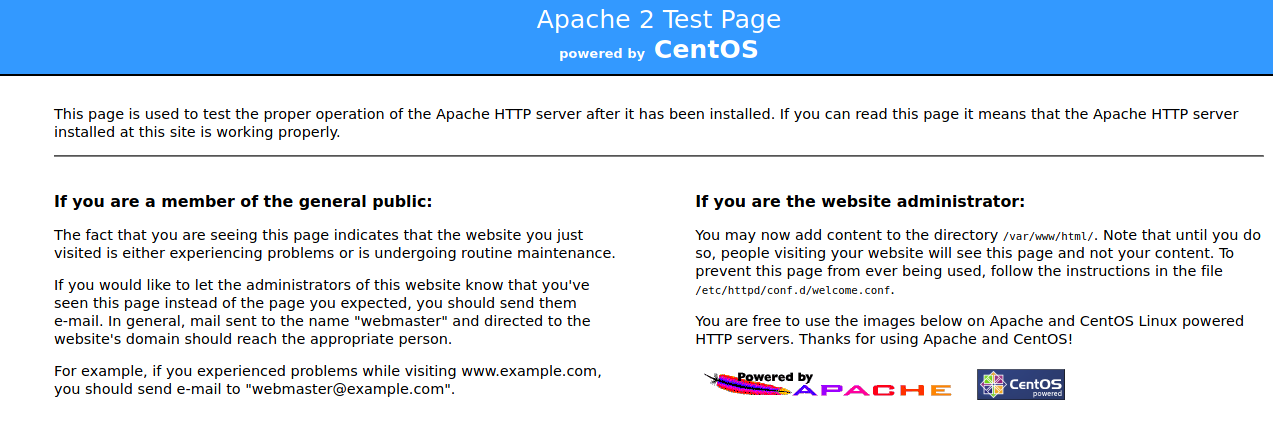 Apache 2 Test Page
powered by CentOS
This page is used to test the proper operation of the Apache HTTP server after it has been installed. If you can read this page it means that the Apache HTTP server
installed at this site is working properly.
If you are a member of the general public:
The fact that you are seeing this page indicates that the website you just
visited is either experiencing problems or is undergoing routine maintenance.
If you would like to let the administrators of this website know that you've
seen this page instead of the page you expected, you should send them
e-mail. In general, mail sent to the name "webmaster" and directed to the
website's domain should reach the appropriate person.
For example, if you experienced problems while visiting www.example.com,
you should send e-mail to "webmaster@example.com".
If you are the website administrator:
You may now add content to the directory /var/www/html/. Note that until you do
so, people visiting your website will see this page and not your content. To
prevent this page from ever being used, follow the instructions in the file
/etc/httpd/conf.d/welcome.conf.
You are free to use the images below on Apache and CentOS Linux powered
HTTP servers. Thanks for using Apache and CentOS!
Powered by
APACHE
CentOS
powered